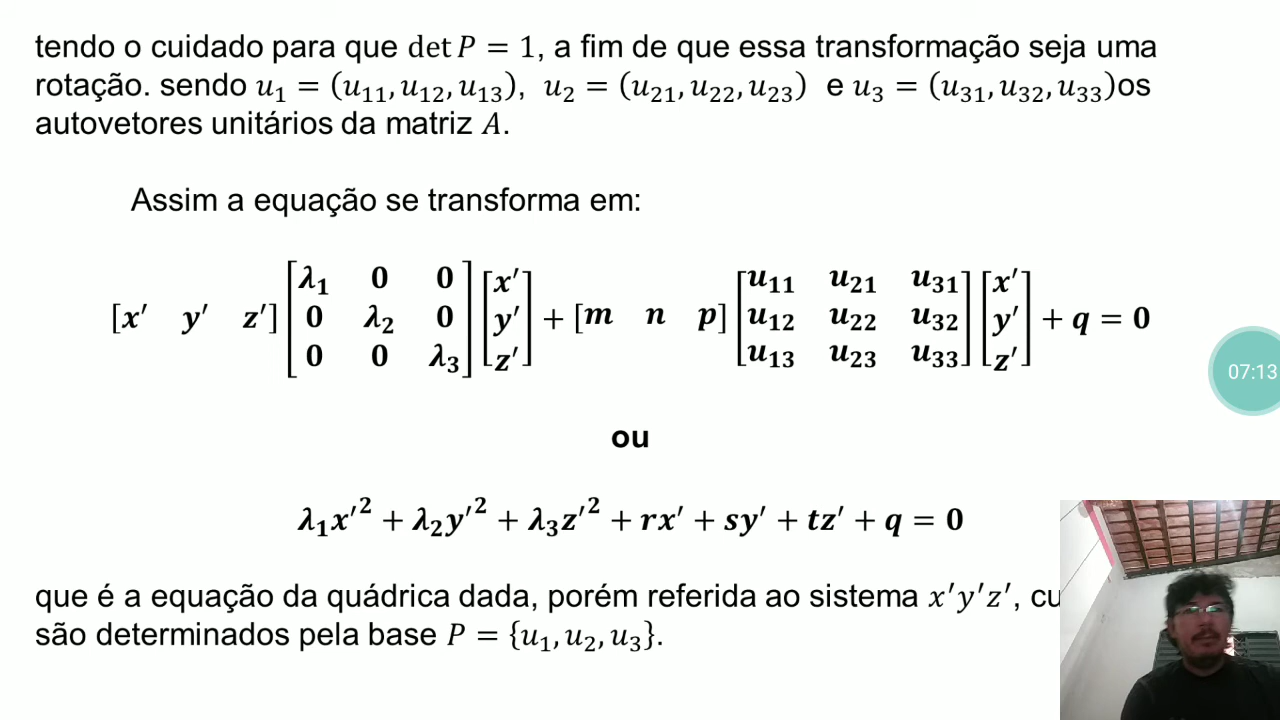 tendo o cuidado para que det P = 1, a fim de que essa transformação seja uma
rotação. sendo u₁ = (u₁₁, u₁₂, u₁₃), u₂ = (u₂₁, u₂₂, u₂₃) e u₃ = (u₃₁, u₃₂, u₃₃)os
autovetores unitários da matriz A.
Assim a equação se transforma em:
[x′ y′ z′] [λ₁ 0 0; 0 λ₂ 0; 0 0 λ₃] [x′; y′; z′] + [m n p] [u₁₁ u₂₁ u₃₁; u₁₂ u₂₂ u₃₂; u₁₃ u₂₃ u₃₃] [x′; y′; z′] + q = 0
07:13
ou
λ₁x′² + λ₂y′² + λ₃z′² + rx′ + sy′ + tz′ + q = 0
que é a equação da quádrica dada, porém referida ao sistema x′y′z′,
são determinados pela base P = {u₁, u₂, u₃}.